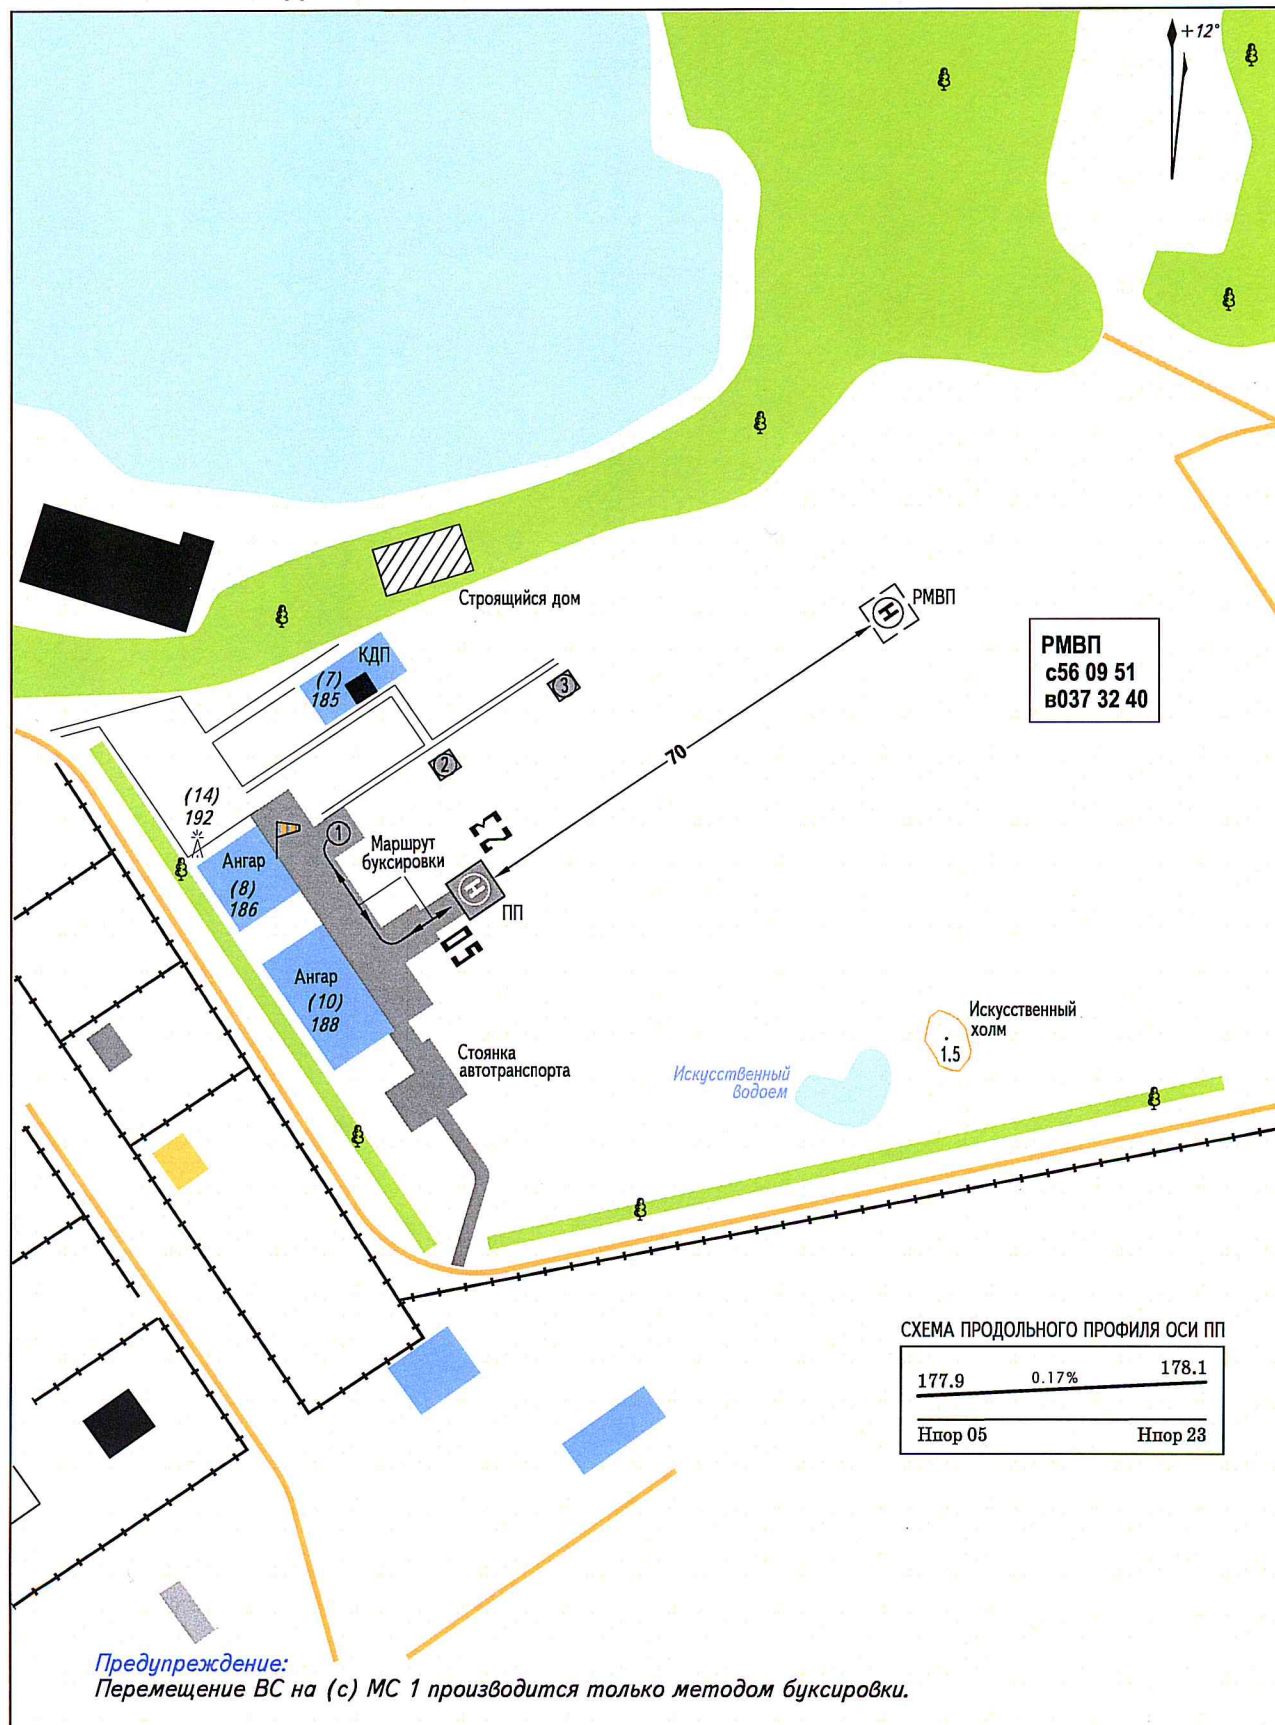 +12°
Строящийся дом
РМВП
РМВП
с56 09 51
в037 32 40
КДП
(7)
185
3
2
70
(14)
192
1
Маршрут
буксировки
23
Ангар
(8)
186
Н
ПП
05
Ангар
(10)
188
Искусственный
холм
1.5
Стоянка
автотранспорта
Искусственный
водоем
СХЕМА ПРОДОЛЬНОГО ПРОФИЛЯ ОСИ ПП
177.9 0.17% 178.1
Нпор 05 Нпор 23
Предупреждение:
Перемещение ВС на (с) МС 1 производится только методом буксировки.